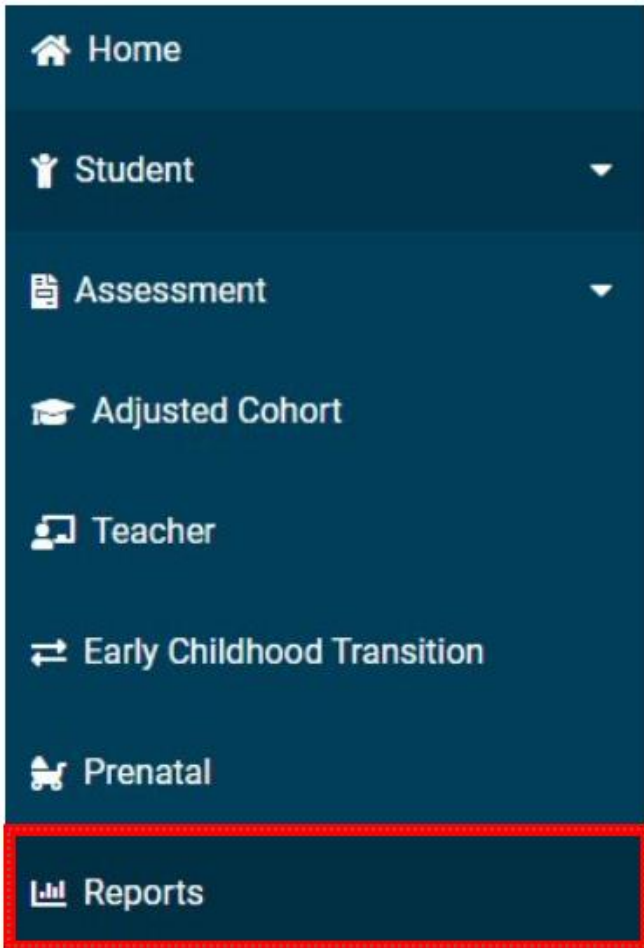 Home
Student
Assessment
Adjusted Cohort
Teacher
Early Childhood Transition
Prenatal
Reports